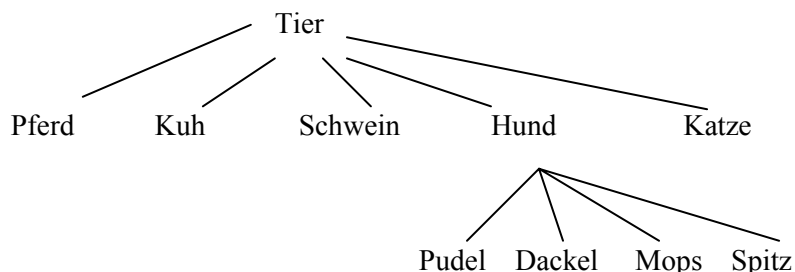 Tier
Pferd Kuh Schwein Hund Katze
Pudel Dackel Mops Spitz